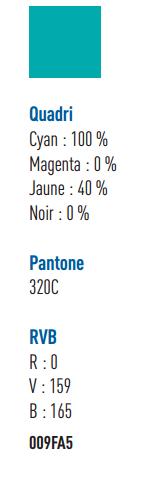 Quadri
Cyan : 100 %
Magenta : 0 %
Jaune : 40 %
Noir : 0 %
Pantone
320C
RVB
R : 0
V : 159
B : 165
009FA5